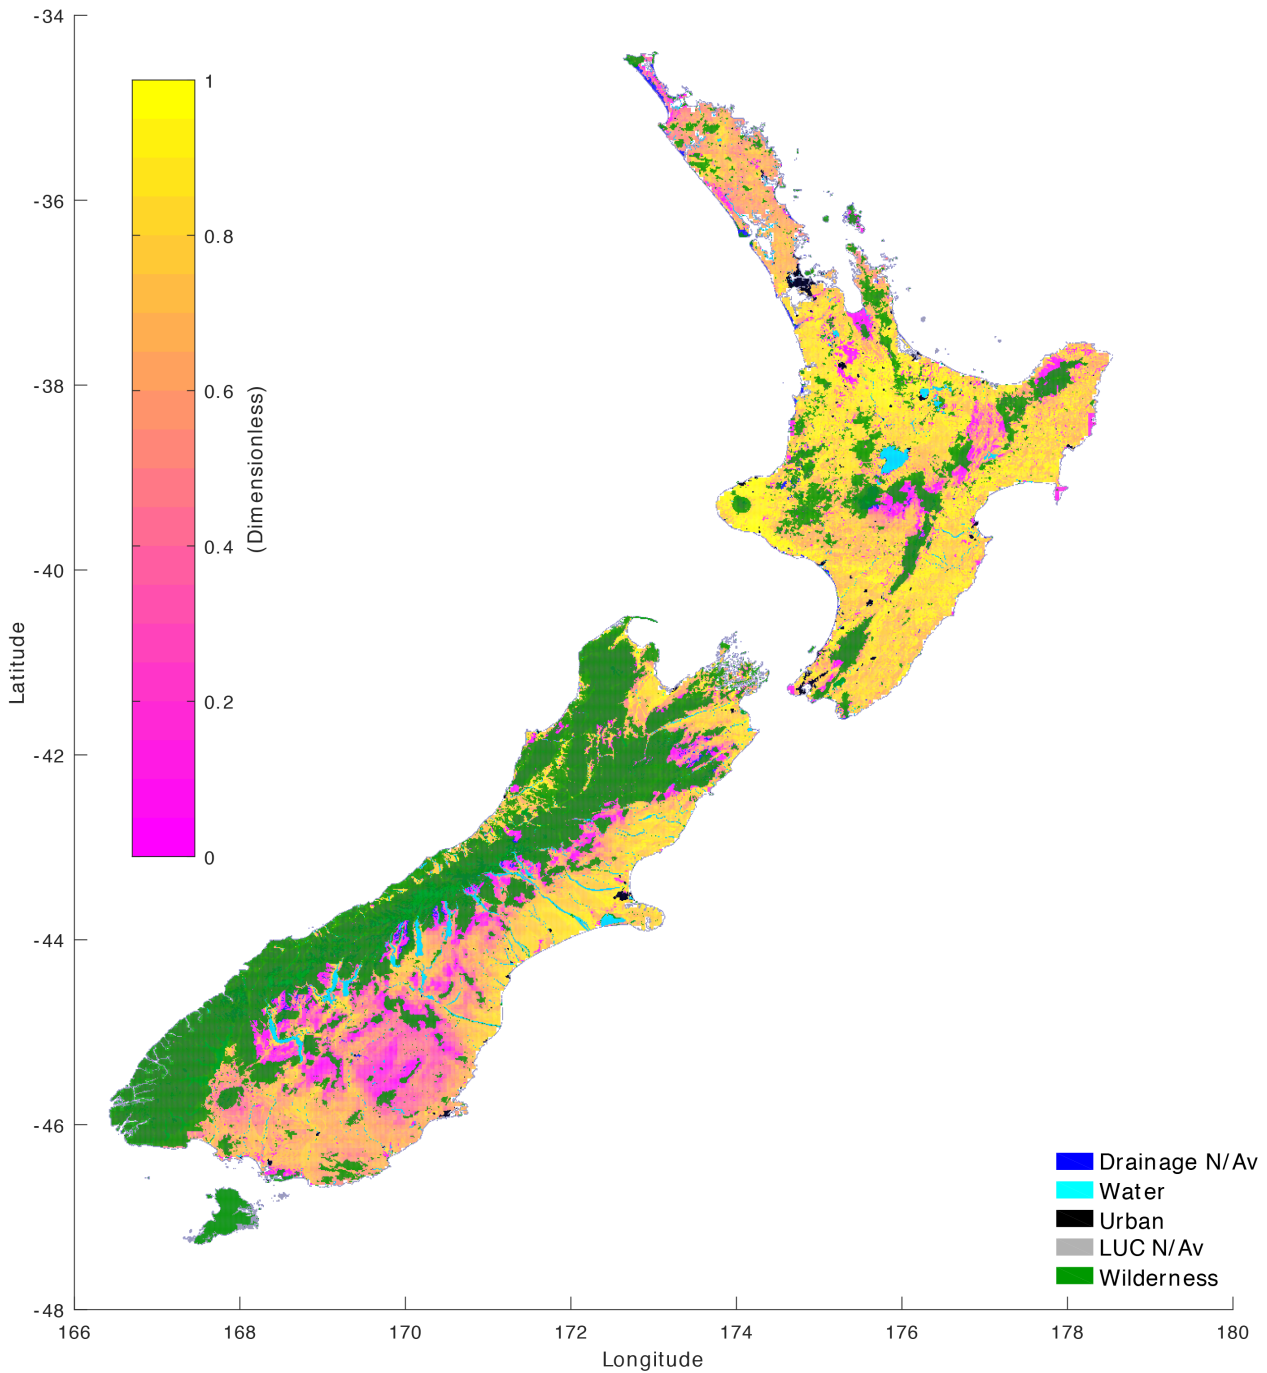 -34
-36
-38
-40
-42
-44
-46
-48
Latitude
1
0.8
0.6
0.4
0.2
0
(Dimensionless)
Drainage N/Av
Water
Urban
LUC N/Av
Wilderness
166 168 170 172 174 176 178 180
Longitude